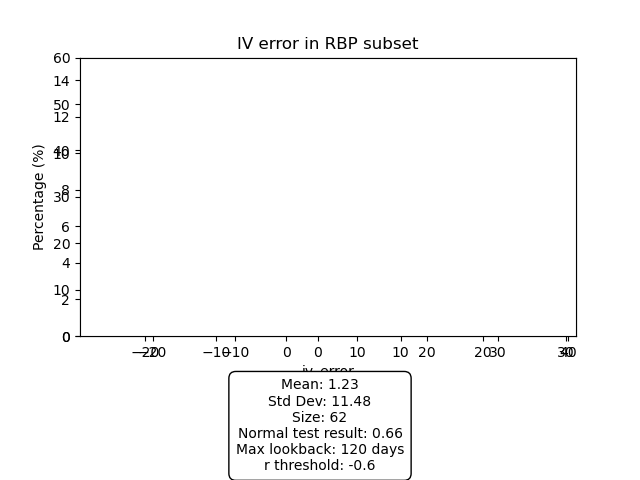 IV error in RBP subset
Percentage (%)
60
14
50
12
40
10
8
30
6
20
4
10
2
0
−20 −20 −10 −10 0 0 10 10 20 20 30 30 40
iv_error
Mean: 1.23
Std Dev: 11.48
Size: 62
Normal test result: 0.66
Max lookback: 120 days
r threshold: -0.6